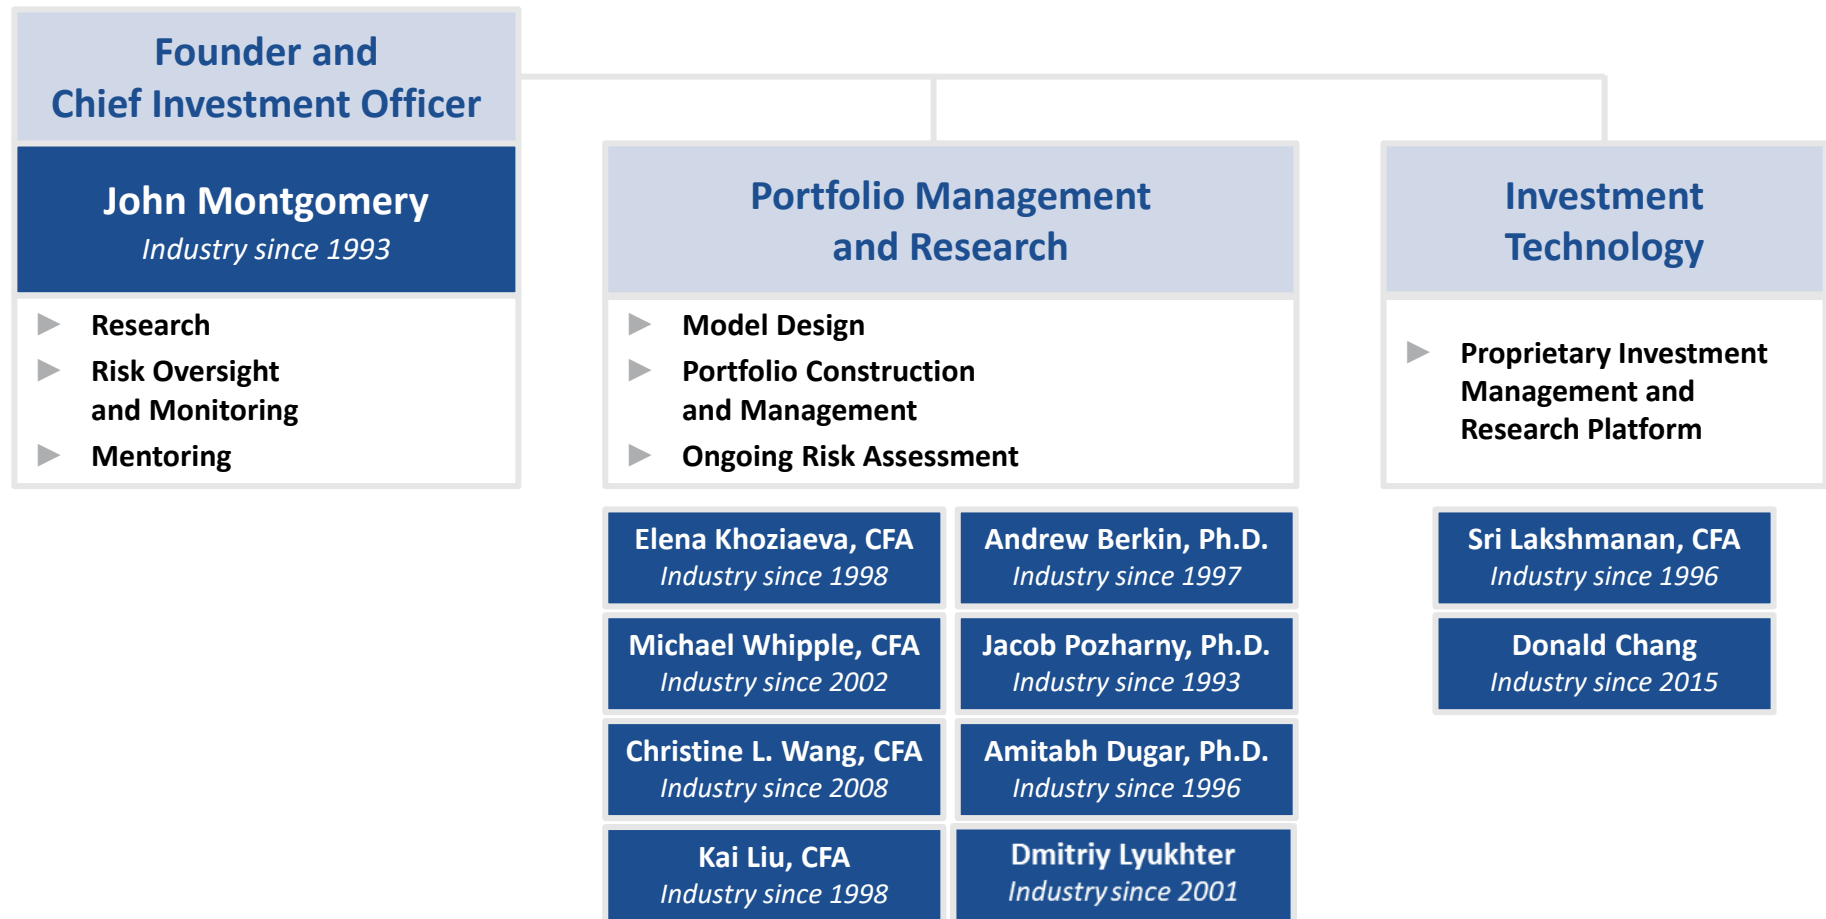 Founder and
Chief Investment Officer
John Montgomery
Industry since 1993
Research
Risk Oversight
and Monitoring
Mentoring
Portfolio Management
and Research
Model Design
Portfolio Construction
and Management
Ongoing Risk Assessment
Elena Khoziaeva, CFA
Industry since 1998
Andrew Berkin, Ph.D.
Industry since 1997
Michael Whipple, CFA
Industry since 2002
Jacob Pozharny, Ph.D.
Industry since 1993
Christine L. Wang, CFA
Industry since 2008
Amitabh Dugar, Ph.D.
Industry since 1996
Kai Liu, CFA
Industry since 1998
Dmitriy Lyukhter
Industry since 2001
Investment
Technology
Proprietary Investment
Management and
Research Platform
Sri Lakshmanan, CFA
Industry since 1996
Donald Chang
Industry since 2015